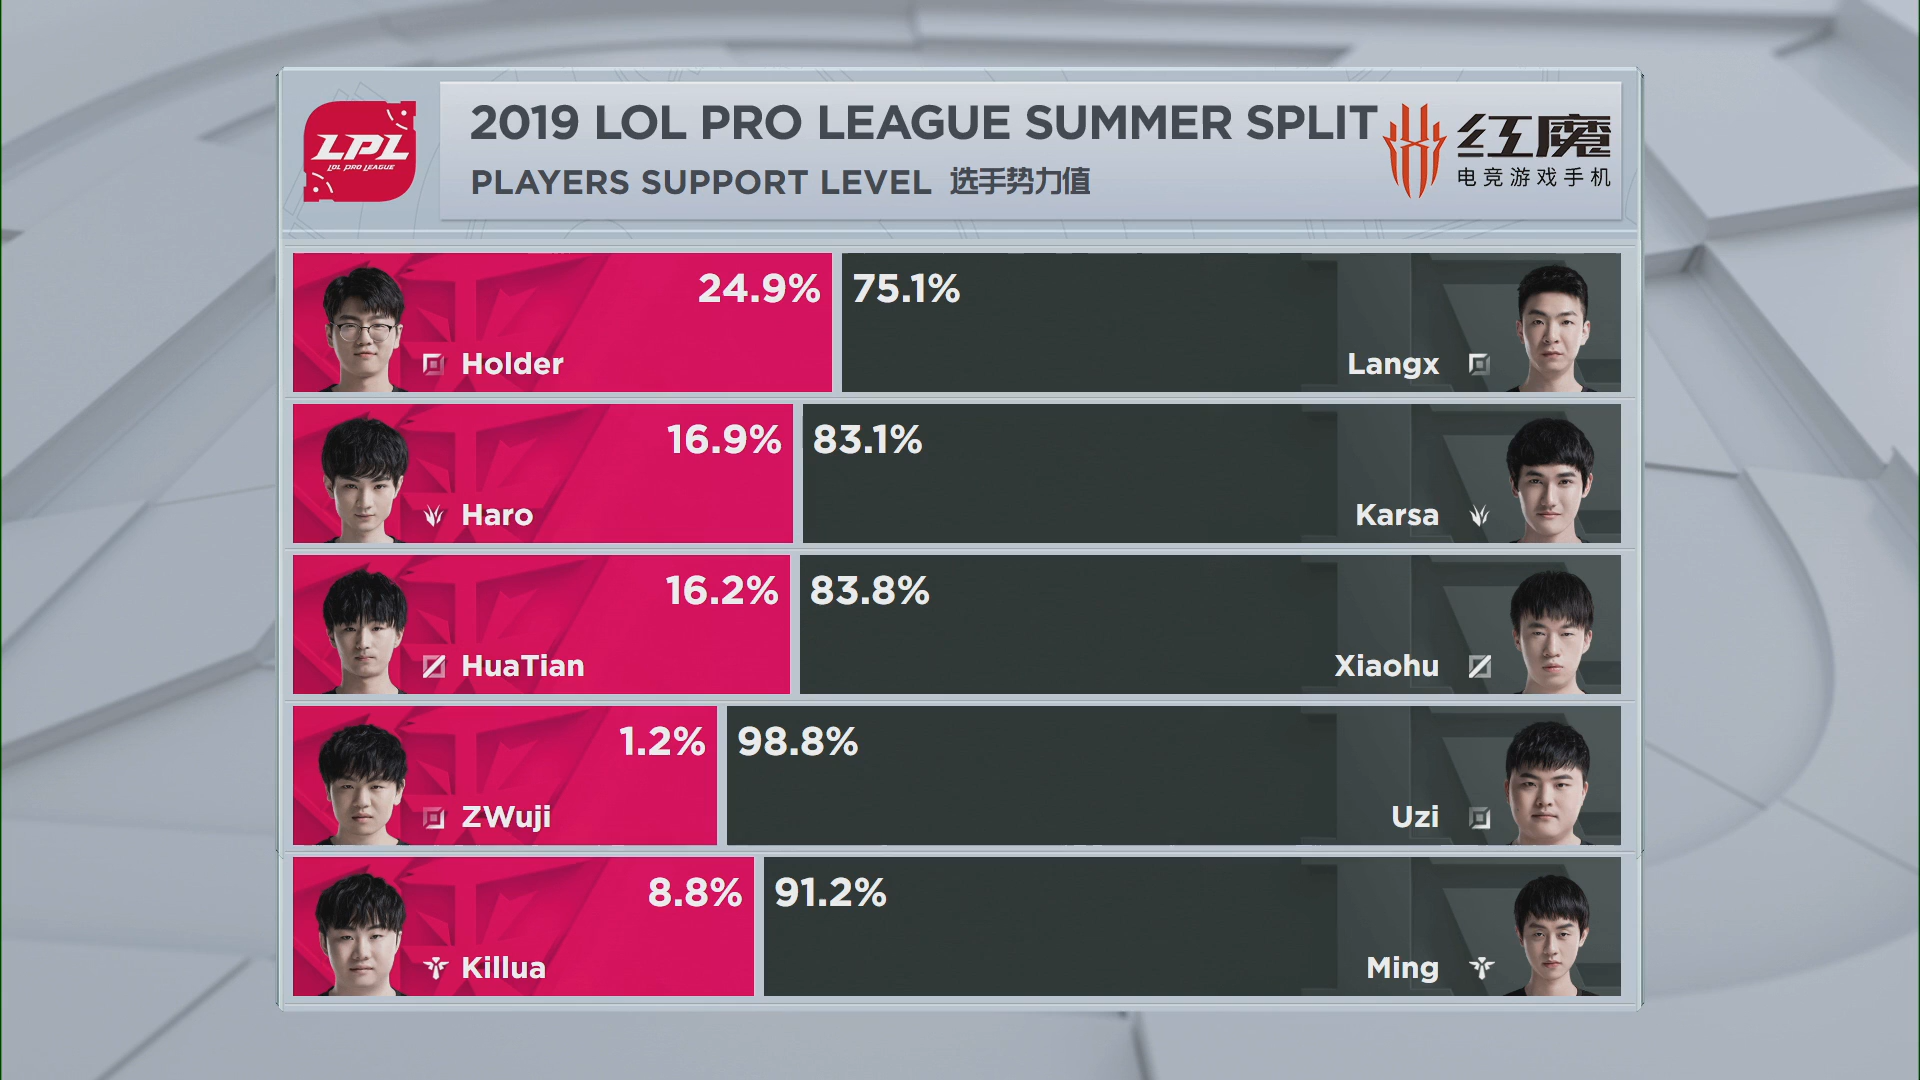 LPL
LOL PRO LEAGUE
2019 LOL PRO LEAGUE SUMMER SPLIT
PLAYERS SUPPORT LEVEL 选手势力值
红魔
电竞游戏手机
24.9% 75.1%
Holder Langx
16.9% 83.1%
Haro Karsa
16.2% 83.8%
HuaTian Xiaohu
1.2% 98.8%
ZWuji Uzi
8.8% 91.2%
Killua Ming